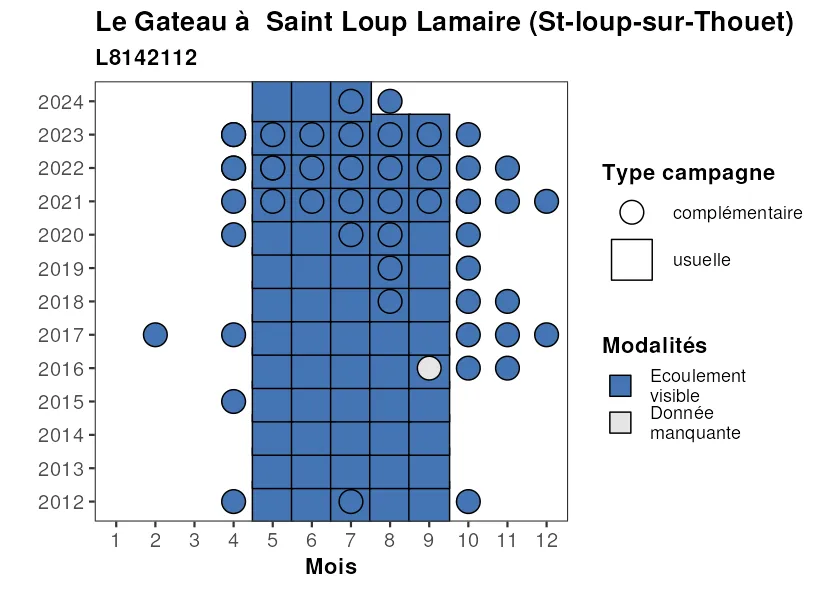 Le Gateau à  Saint Loup Lamaire (St-loup-sur-Thouet)
L8142112
2024
2023
2022
2021
2020
2019
2018
2017
2016
2015
2014
2013
2012
1 2 3 4 5 6 7 8 9 10 11 12
Mois
Type campagne
complémentaire
usuelle
Modalités
Ecoulement
visible
Donnée
manquante